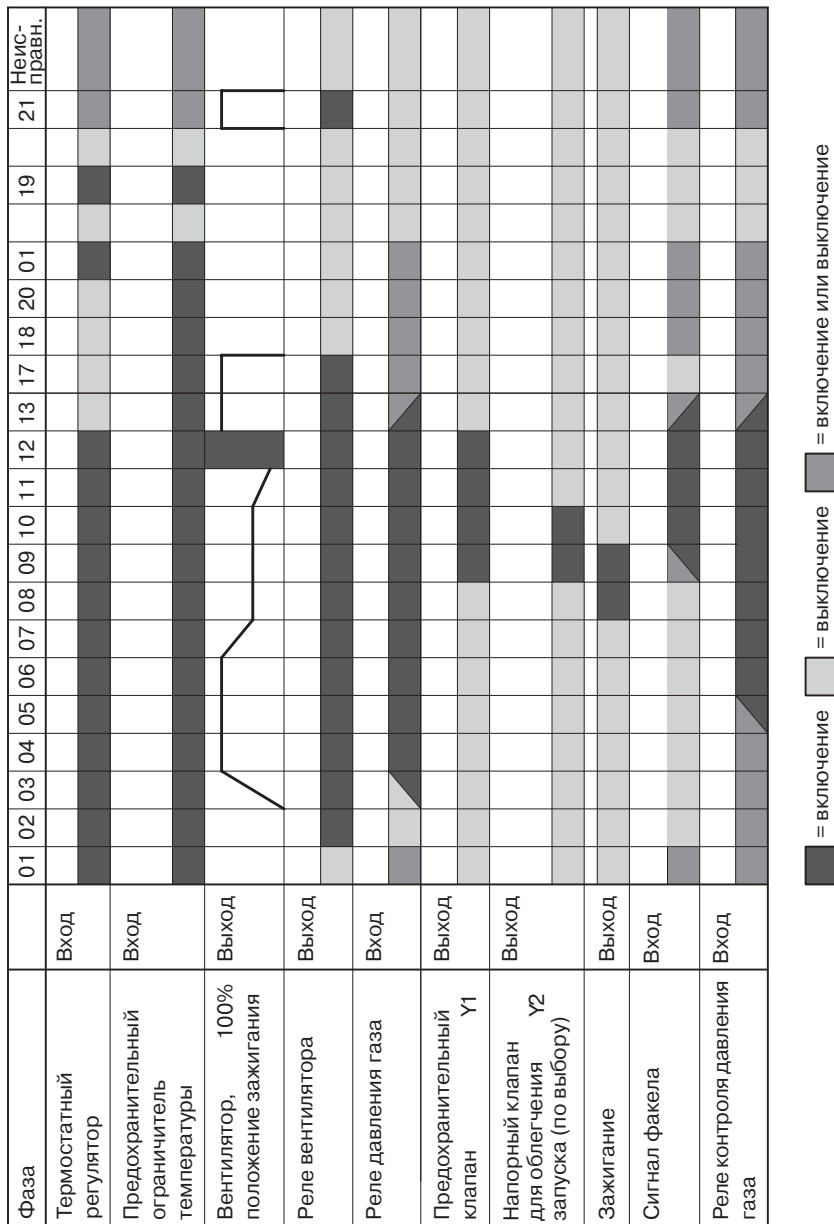 Фаза 01 02 03 04 05 06 07 08 09 10 11 12 13 17 18 20 01 19 21 Неис-
правн.
Термостатный
регулятор
Вход
Предохранительный
ограничитель
температуры
Вход
Вентилятор, 100%
положение зажигания
Выход
Реле вентилятора
Выход
Реле давления газа
Вход
Предохранительный
клапан Y1
Выход
Напорный клапан
для облегчения Y2
запуска (по выбору)
Выход
Зажигание
Выход
Сигнал факела
Вход
Реле контроля давления
газа
Вход
= включение = выключение = включение или выключение